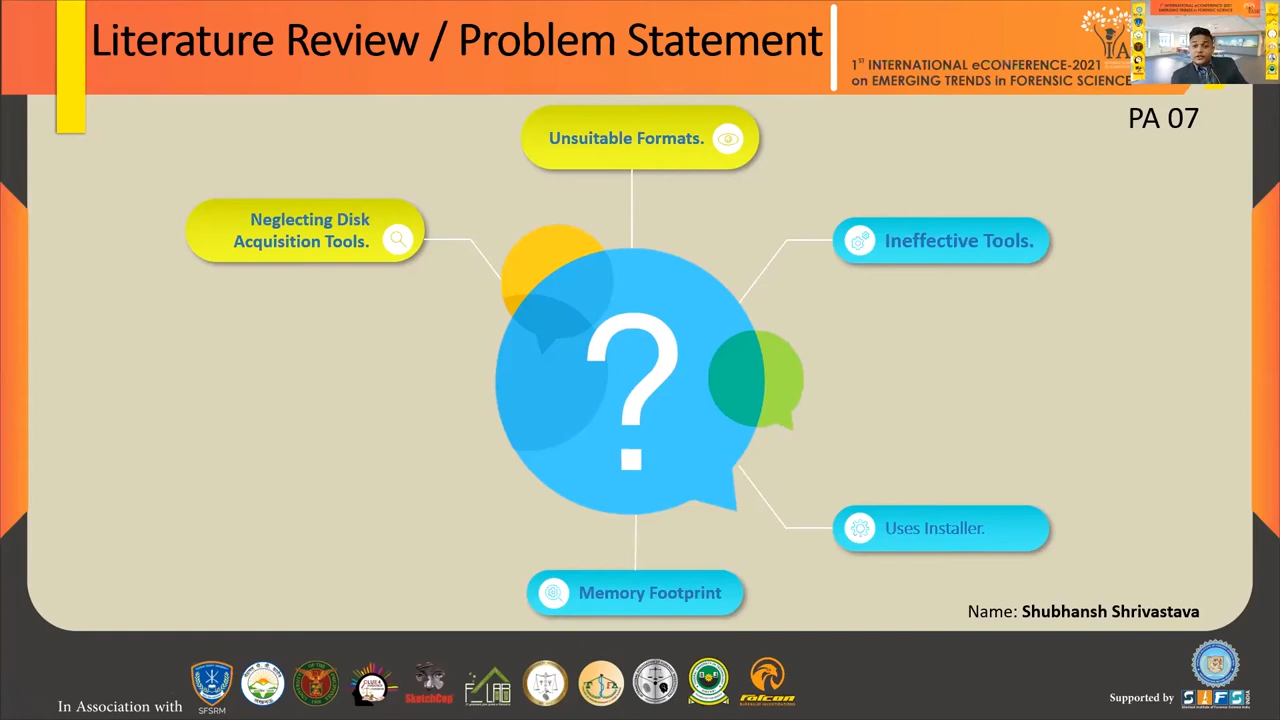 Literature Review / Problem Statement
1ST INTERNATIONAL eCONFERENCE-2021
on EMERGING TRENDS in FORENSIC SCIENCE
PA 07
Unsuitable Formats.
Neglecting Disk
Acquisition Tools.
Ineffective Tools.
?
Uses Installer.
Memory Footprint
Name: Shubhansh Shrivastava
In Association with
SFSRM
SketchCop
FALCON
Supported by
SIFS
INDIA